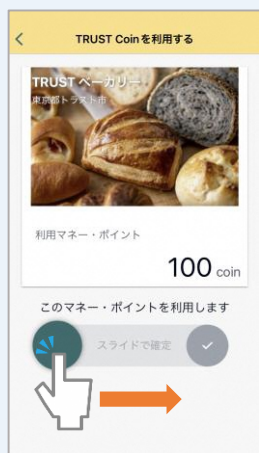 TRUST Coinを利用する
TRUST ベーカリー
東京都トラスト市
利用マネー・ポイント
100 coin
このマネー・ポイントを利用します
スライドで確定